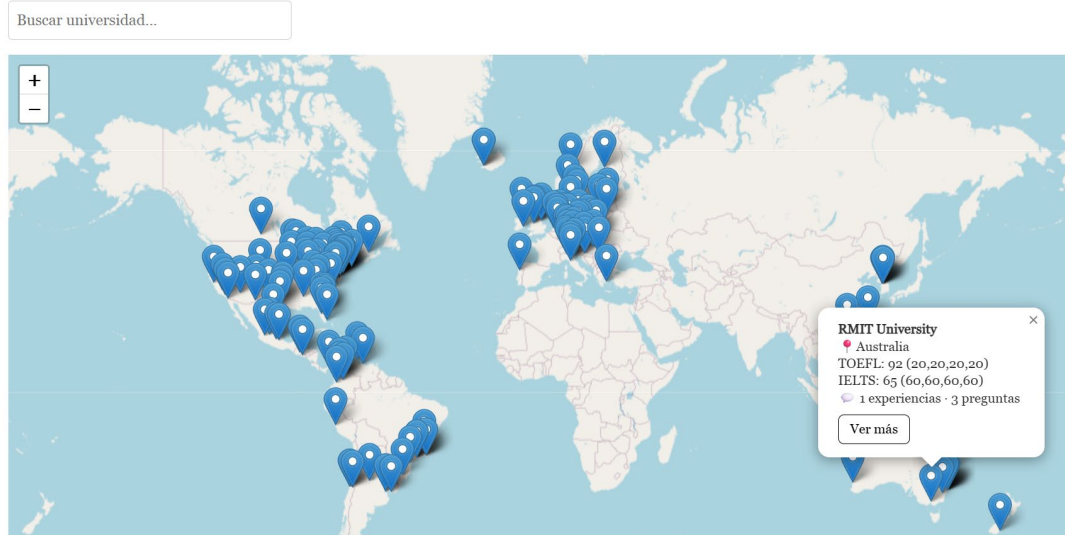 Buscar universidad...
+
−
×
RMIT University
📍 Australia
TOEFL: 92 (20,20,20,20)
IELTS: 65 (60,60,60,60)
💬 1 experiencias · 3 preguntas
Ver más